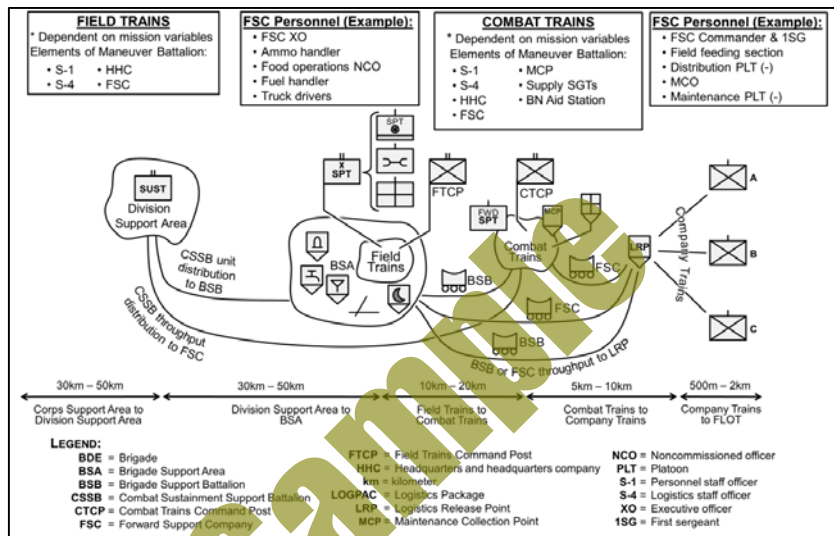 FIELD TRAINS
* Dependent on mission variables
Elements of Maneuver Battalion:
• S-1 • HHC
• S-4 • FSC
FSC Personnel (Example):
• FSC XO
• Ammo handler
• Food operations NCO
• Fuel handler
• Truck drivers
COMBAT TRAINS
* Dependent on mission variables
Elements of Maneuver Battalion:
• S-1 • MCP
• S-4 • Supply SGTs
HHC • BN Aid Station
FSC
FSC Personnel (Example):
• FSC Commander & 1SG
• Field feeding section
• Distribution PLT (-)
• MCO
• Maintenance PLT (-)
SPT
X
SPT
FTCP
CTCP
A
SUST
Division
Support Area
FWD
SPT
MCP
Combat
Trains
Field
Trains
BSA
LRP
Company
Trains
B
C
CSSB unit
distribution
to BSB
CSSB throughput
distribution to FSC
BSB
FSC
FSC
BSB
BSB or FSC throughput to LRP
Sample
30km – 50km
30km – 50km
10km – 20km
5km – 10km
500m – 2km
Corps Support Area to
Division Support Area
Division Support Area to
BSA
Field Trains to
Combat Trains
Combat Trains to
Company Trains
Company Trains
to FLOT
LEGEND:
BDE = Brigade
BSA = Brigade Support Area
BSB = Brigade Support Battalion
CSSB = Combat Sustainment Support Battalion
CTCP = Combat Trains Command Post
FSC = Forward Support Company
FTCP = Field Trains Command Post
HHC = Headquarters and headquarters company
km = kilometer
LOGPAC = Logistics Package
LRP = Logistics Release Point
MCP = Maintenance Collection Point
NCO = Noncommissioned officer
PLT = Platoon
S-1 = Personnel staff officer
S-4 = Logistics staff officer
XO = Executive officer
1SG = First sergeant